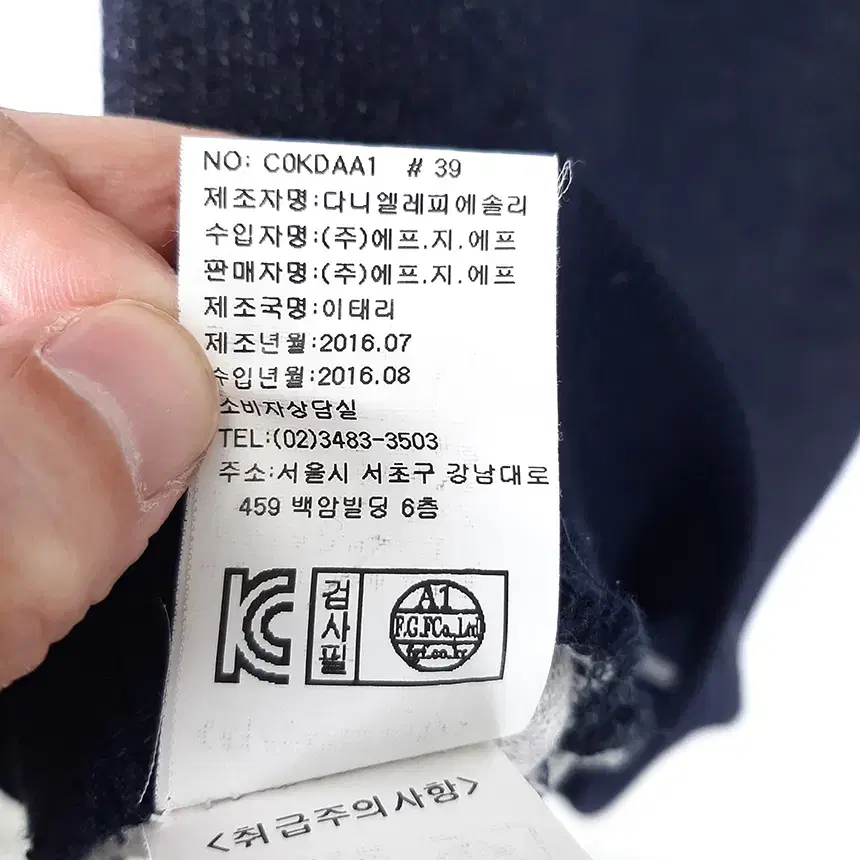 NO: C0KDAA1 # 39
제조자명:다니엘레피에솔리
수입자명:(주)에프.지.에프
판매자명:(주)에프.지.에프
제조국명:이태리
제조년월:2016.07
수입년월:2016.08
소비자상담실
TEL:(02)3483-3503
주소:서울시 서초구 강남대로
459 백암빌딩 6층
KC
검사필
A1
F.G.FCo.,Ltd
fgf.co.kr
<취급주의사항>